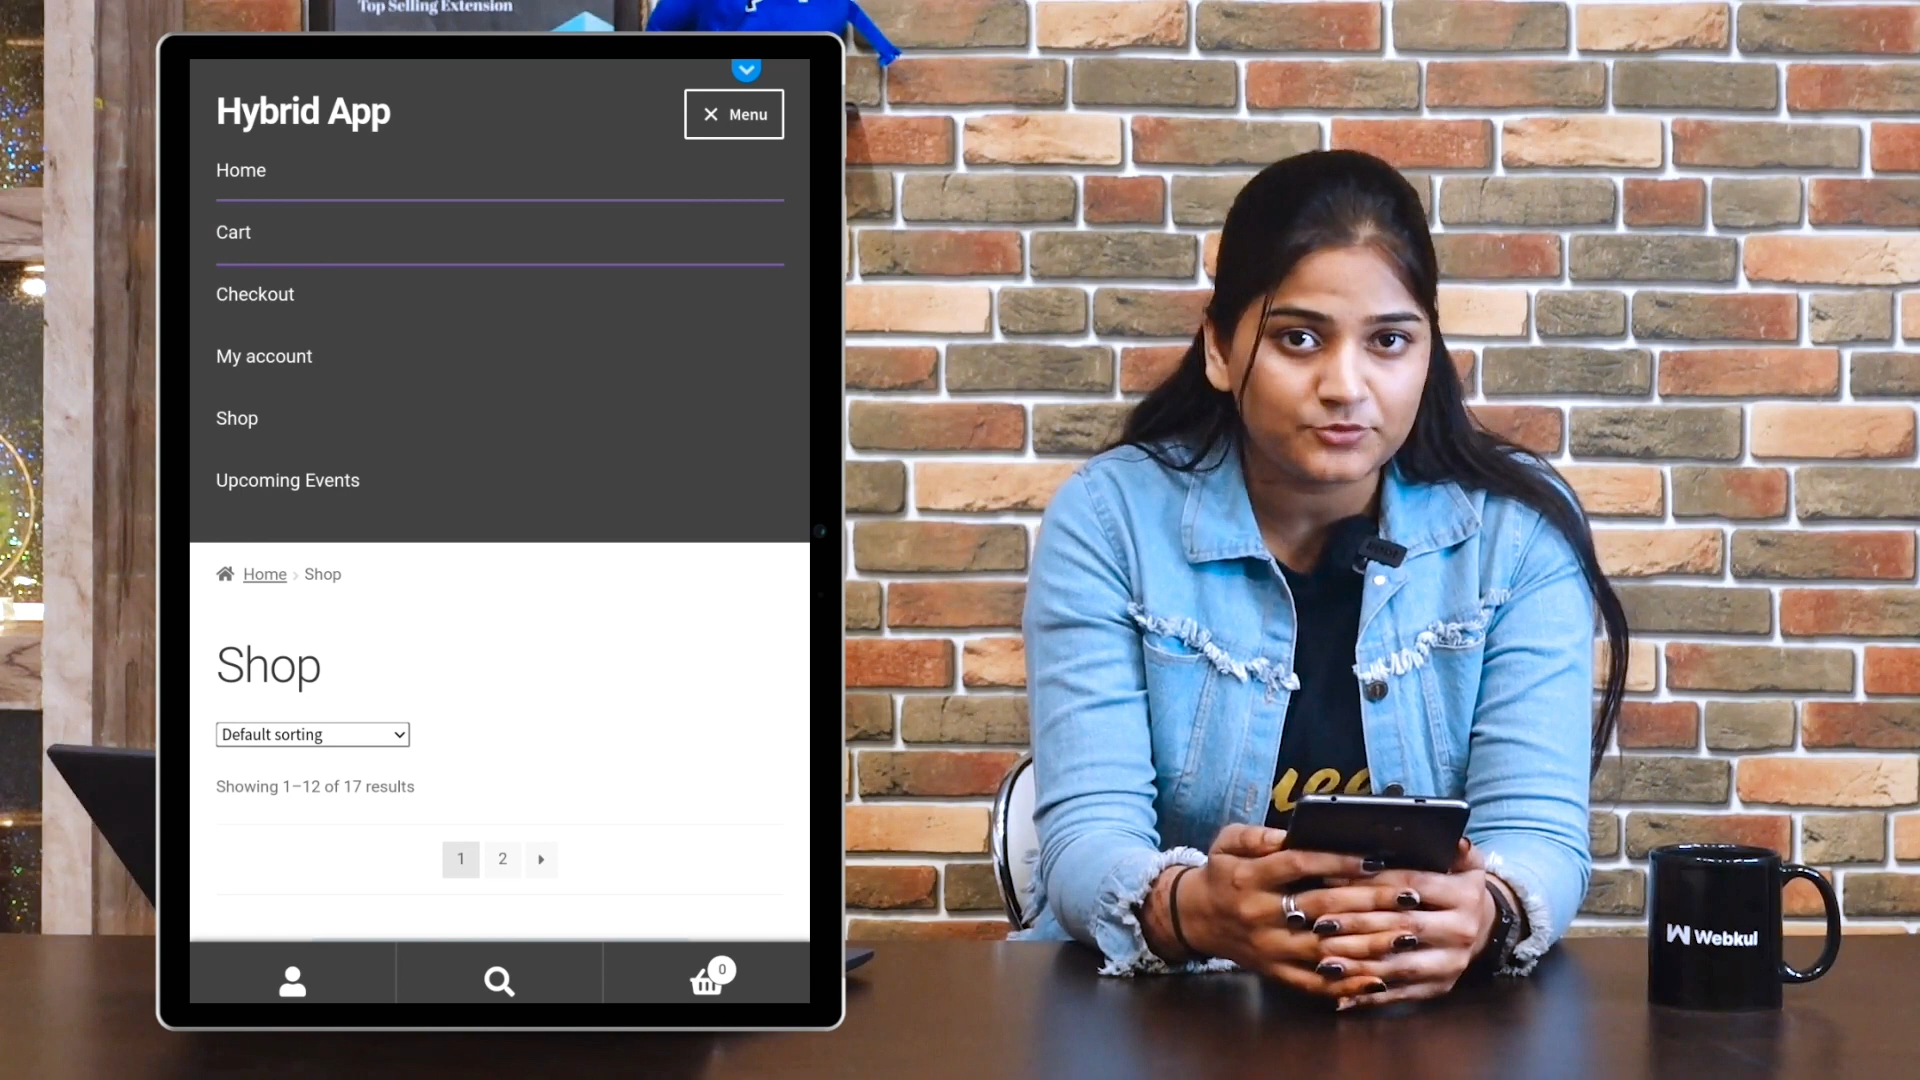 Top Selling Extension
Hybrid App
Menu
Home
Cart
Checkout
My account
Shop
Upcoming Events
Home > Shop
Shop
Default sorting
Showing 1–12 of 17 results
1 2
0
Webkul